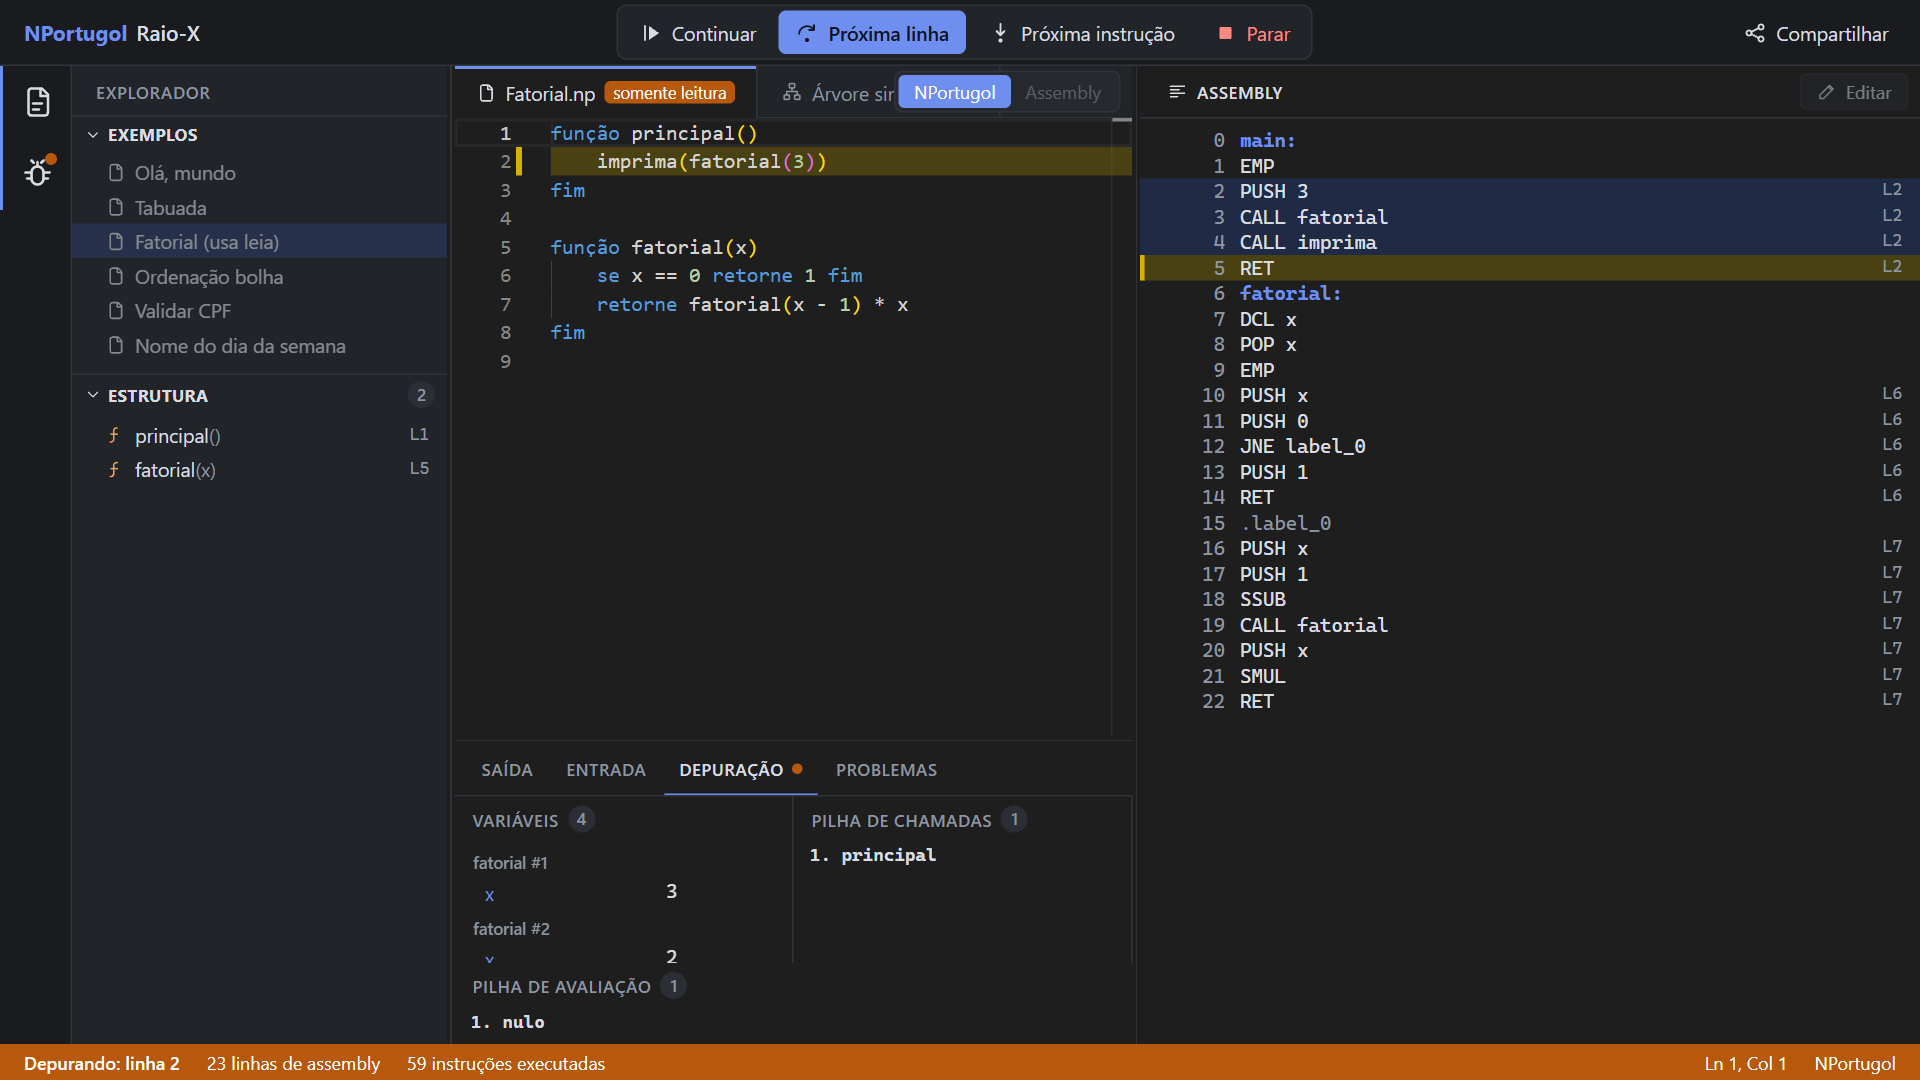 NPortugol Raio-X
Continuar
Próxima linha
Próxima instrução
Parar
Compartilhar
EXPLORADOR
EXEMPLOS
Olá, mundo
Tabuada
Fatorial (usa leia)
Ordenação bolha
Validar CPF
Nome do dia da semana
ESTRUTURA 2
principal() L1
fatorial(x) L5
Fatorial.np somente leitura
Árvore sin
NPortugol
Assembly
1 função principal()
2 imprima(fatorial(3))
3 fim
4
5 função fatorial(x)
6 se x == 0 retorne 1 fim
7 retorne fatorial(x - 1) * x
8 fim
9
SAÍDA
ENTRADA
DEPURAÇÃO
PROBLEMAS
VARIÁVEIS 4
fatorial #1
x 3
fatorial #2
x 2
PILHA DE CHAMADAS 1
1. principal
PILHA DE AVALIAÇÃO 1
1. nulo
ASSEMBLY
Editar
0 main:
1 EMP
2 PUSH 3 L2
3 CALL fatorial L2
4 CALL imprima L2
5 RET L2
6 fatorial:
7 DCL x
8 POP x
9 EMP
10 PUSH x L6
11 PUSH 0 L6
12 JNE label_0 L6
13 PUSH 1 L6
14 RET L6
15 .label_0
16 PUSH x L7
17 PUSH 1 L7
18 SSUB L7
19 CALL fatorial L7
20 PUSH x L7
21 SMUL L7
22 RET L7
Depurando: linha 2
23 linhas de assembly
59 instruções executadas
Ln 1, Col 1
NPortugol